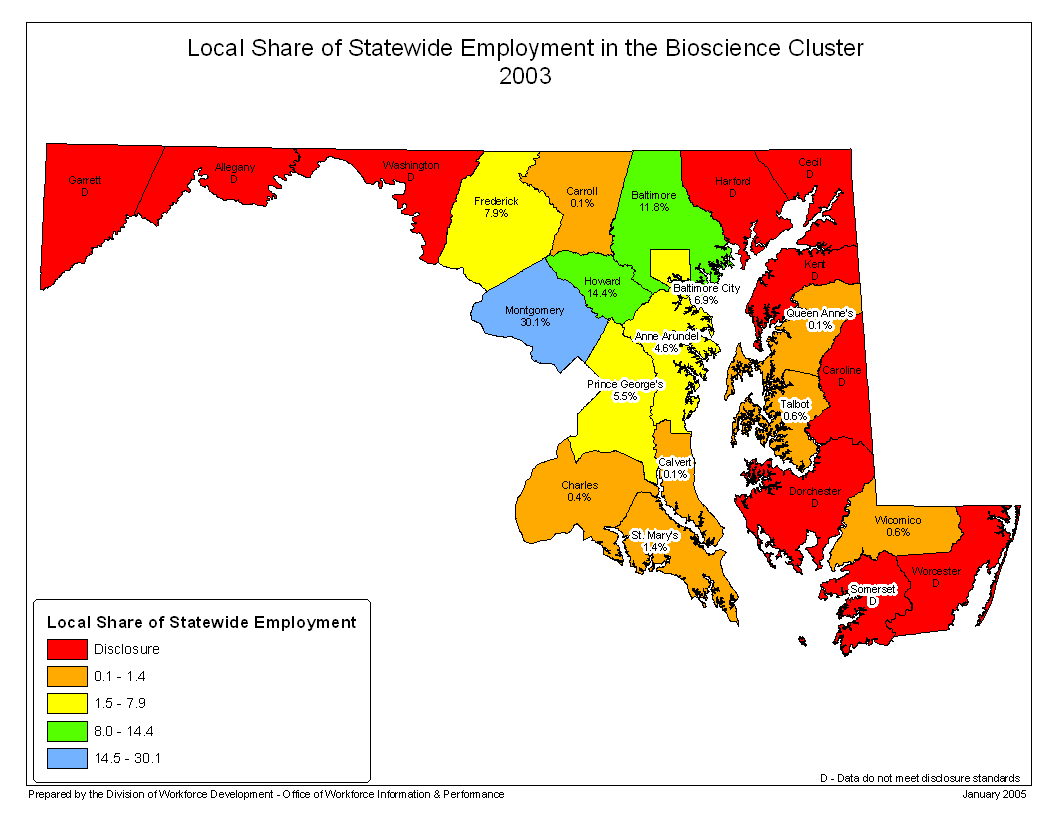 Local Share of Statewide Employment in the Bioscience Cluster
2003
Garrett
D
Allegany
D
Washington
D
Frederick
7.9%
Carroll
0.1%
Baltimore
11.8%
Harford
D
Cecil
D
Kent
D
Howard
14.4%
Baltimore City
6.9%
Montgomery
30.1%
Queen Anne's
0.1%
Anne Arundel
4.6%
Caroline
D
Prince George's
5.5%
Talbot
0.6%
Calvert
0.1%
Charles
0.4%
Dorchester
D
St. Mary's
1.4%
Wicomico
0.6%
Worcester
D
Somerset
D
Local Share of Statewide Employment
Disclosure
0.1 - 1.4
1.5 - 7.9
8.0 - 14.4
14.5 - 30.1
D - Data do not meet disclosure standards
Prepared by the Division of Workforce Development - Office of Workforce Information & Performance
January 2005